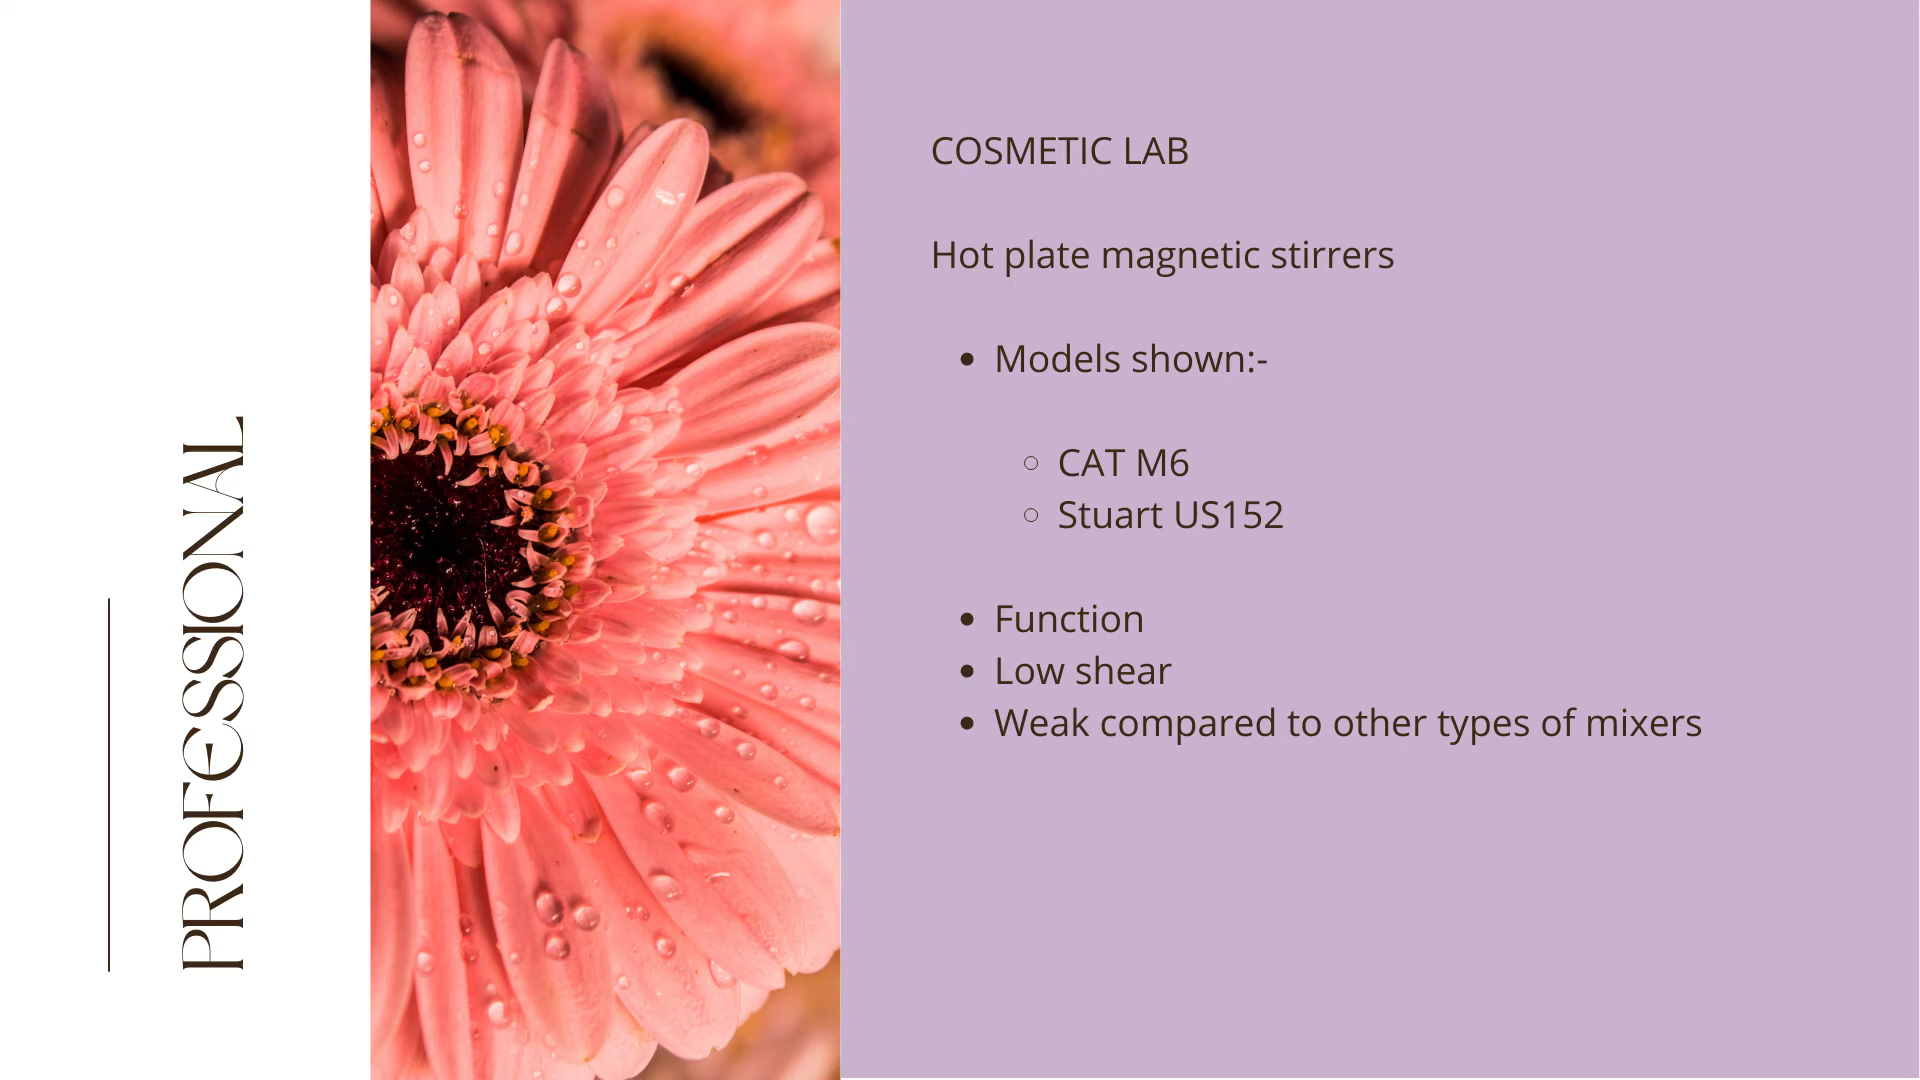 PROFESSIONAL
COSMETIC LAB
Hot plate magnetic stirrers
• Models shown:-
○ CAT M6
○ Stuart US152
• Function
• Low shear
• Weak compared to other types of mixers